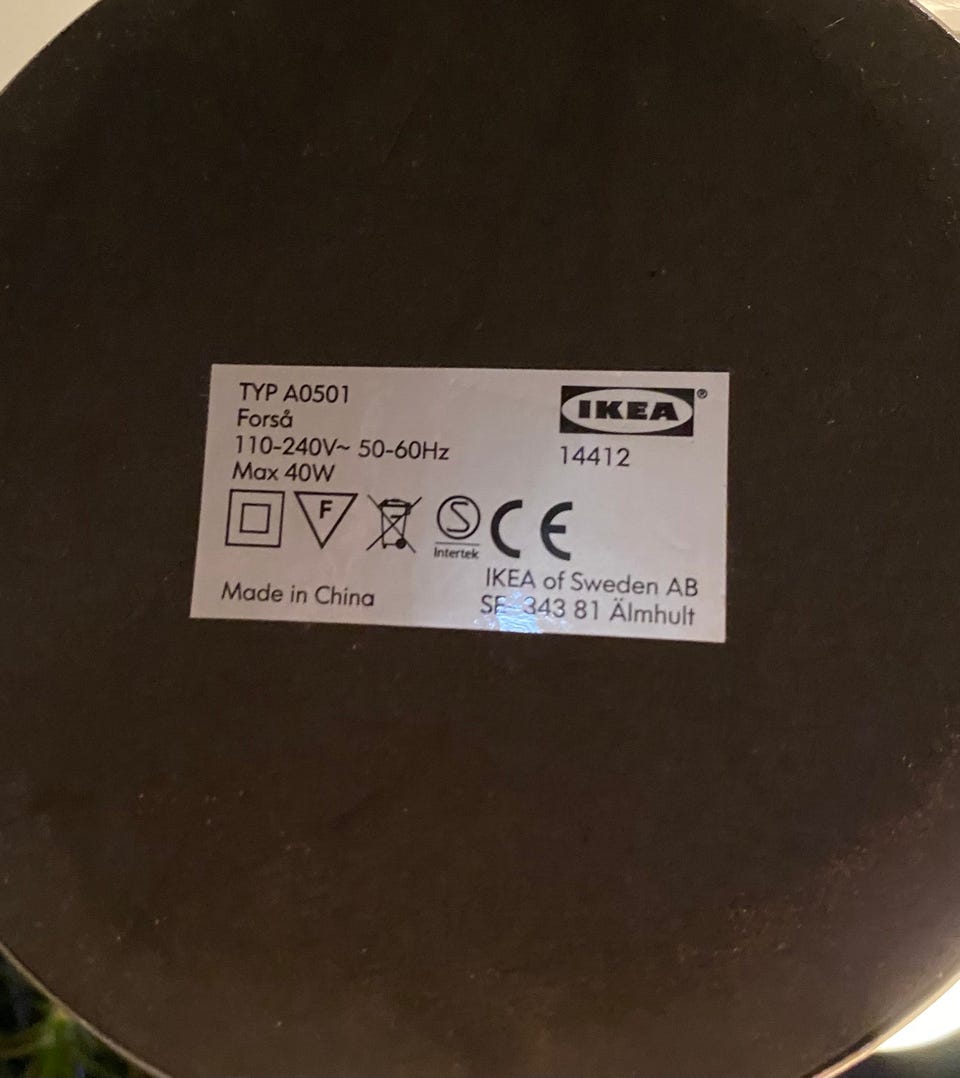 TYP A0501
Forså
110-240V~ 50-60Hz
Max 40W
IKEA®
14412
F
S
Intertek
CE
Made in China
IKEA of Sweden AB
SE- 343 81 Älmhult